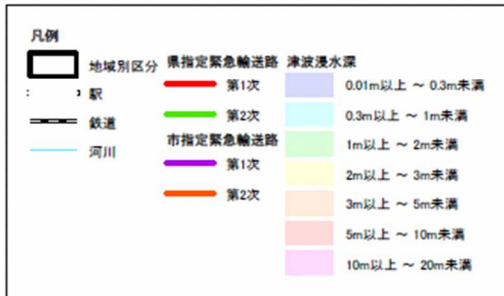 凡例
地域別区分
駅
鉄道
河川
県指定緊急輸送路
第1次
第2次
市指定緊急輸送路
第1次
第2次
津波浸水深
0.01m以上 ～ 0.3m未満
0.3m以上 ～ 1m未満
1m以上 ～ 2m未満
2m以上 ～ 3m未満
3m以上 ～ 5m未満
5m以上 ～ 10m未満
10m以上 ～ 20m未満